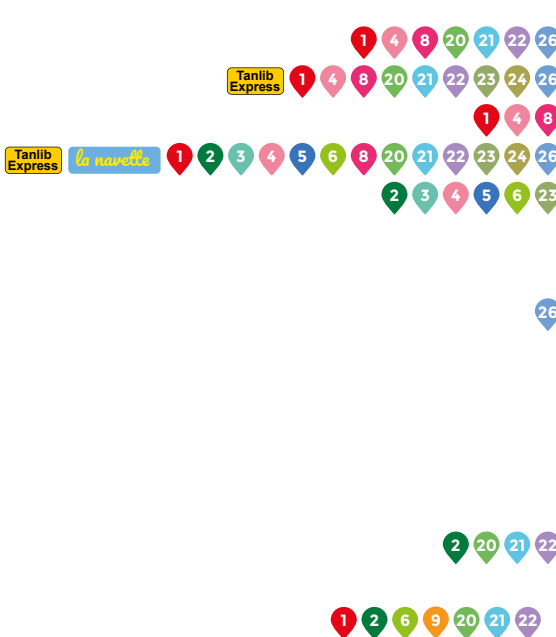 1 4 8 20 21 22 26
Tanlib Express 1 4 8 20 21 22 23 24 26
1 4 8
Tanlib Express la navette 1 2 3 4 5 6 8 20 21 22 23 24 26
2 3 4 5 6 23
26
2 20 21 22
1 2 6 9 20 21 22